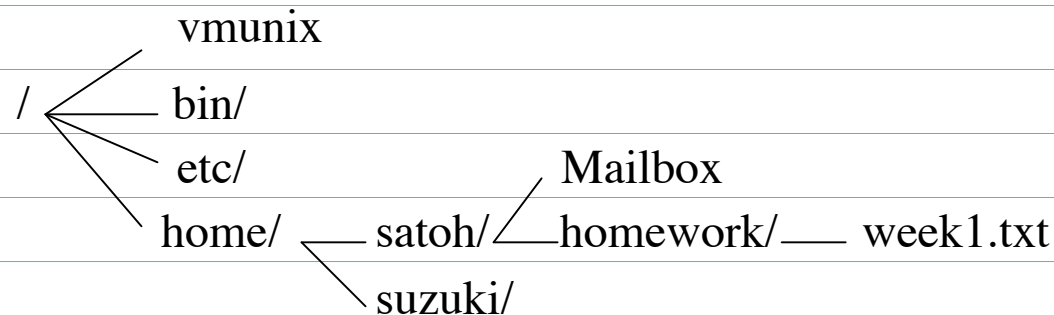 vmunix
/ bin/
etc/ Mailbox
home/ satoh/ homework/ week1.txt
suzuki/